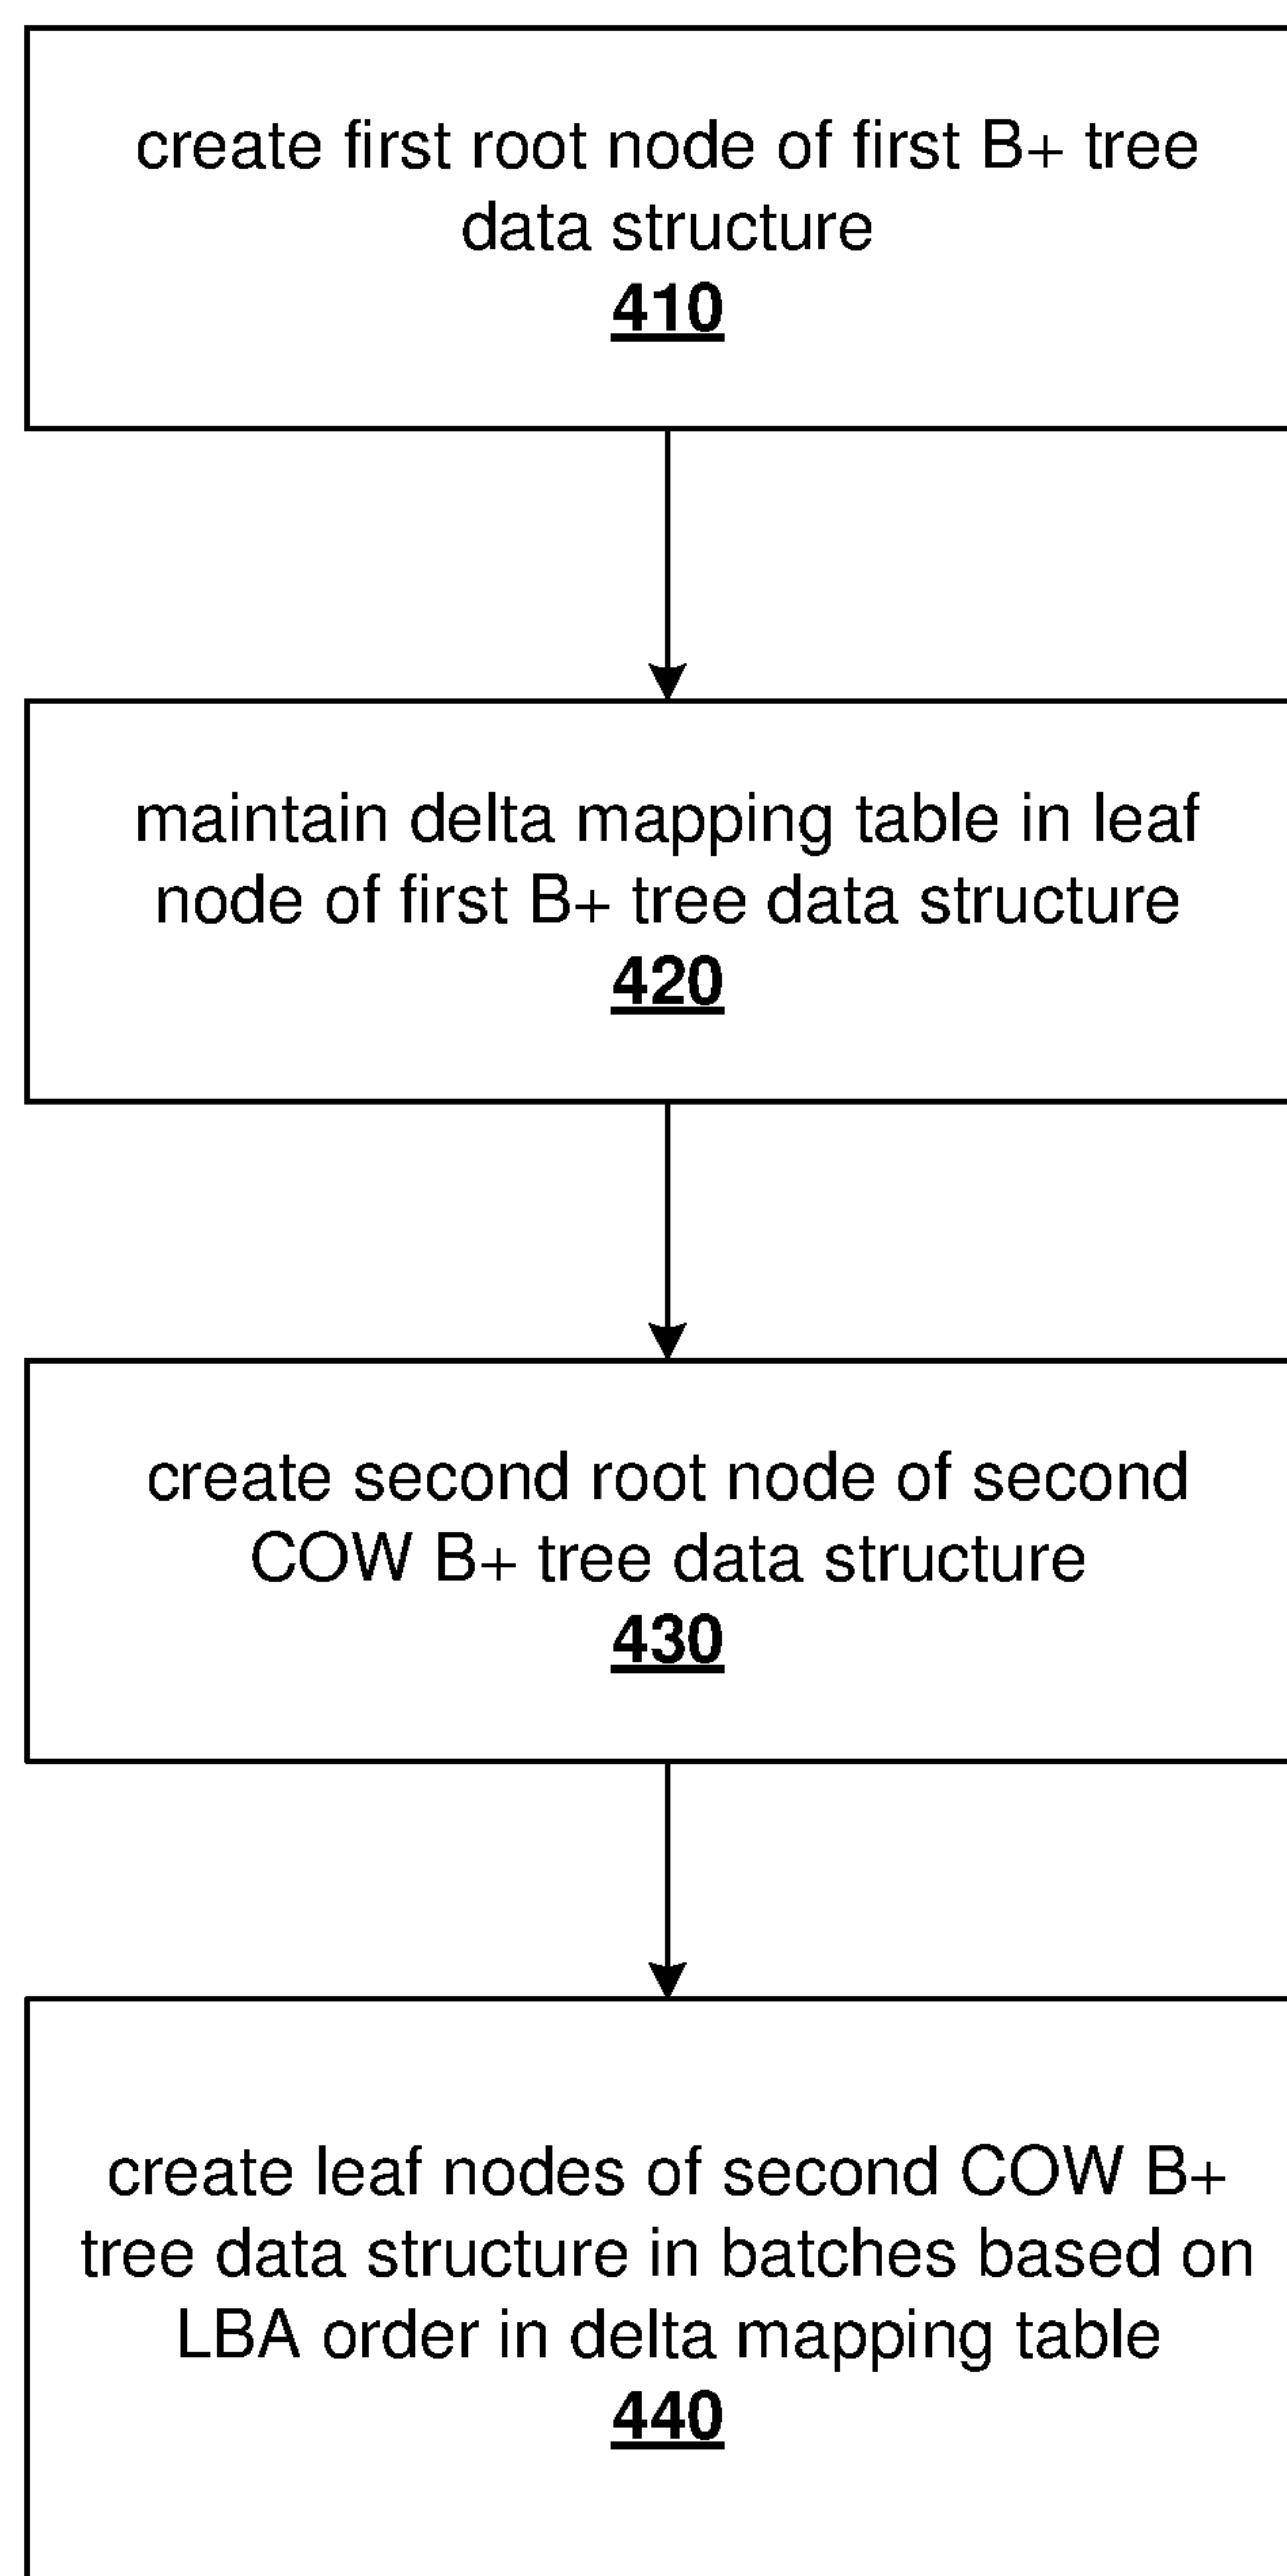 create first root node of first B+ tree
data structure
410
maintain delta mapping table in leaf
node of first B+ tree data structure
420
create second root node of second
COW B+ tree data structure
430
create leaf nodes of second COW B+
tree data structure in batches based on
LBA order in delta mapping table
440